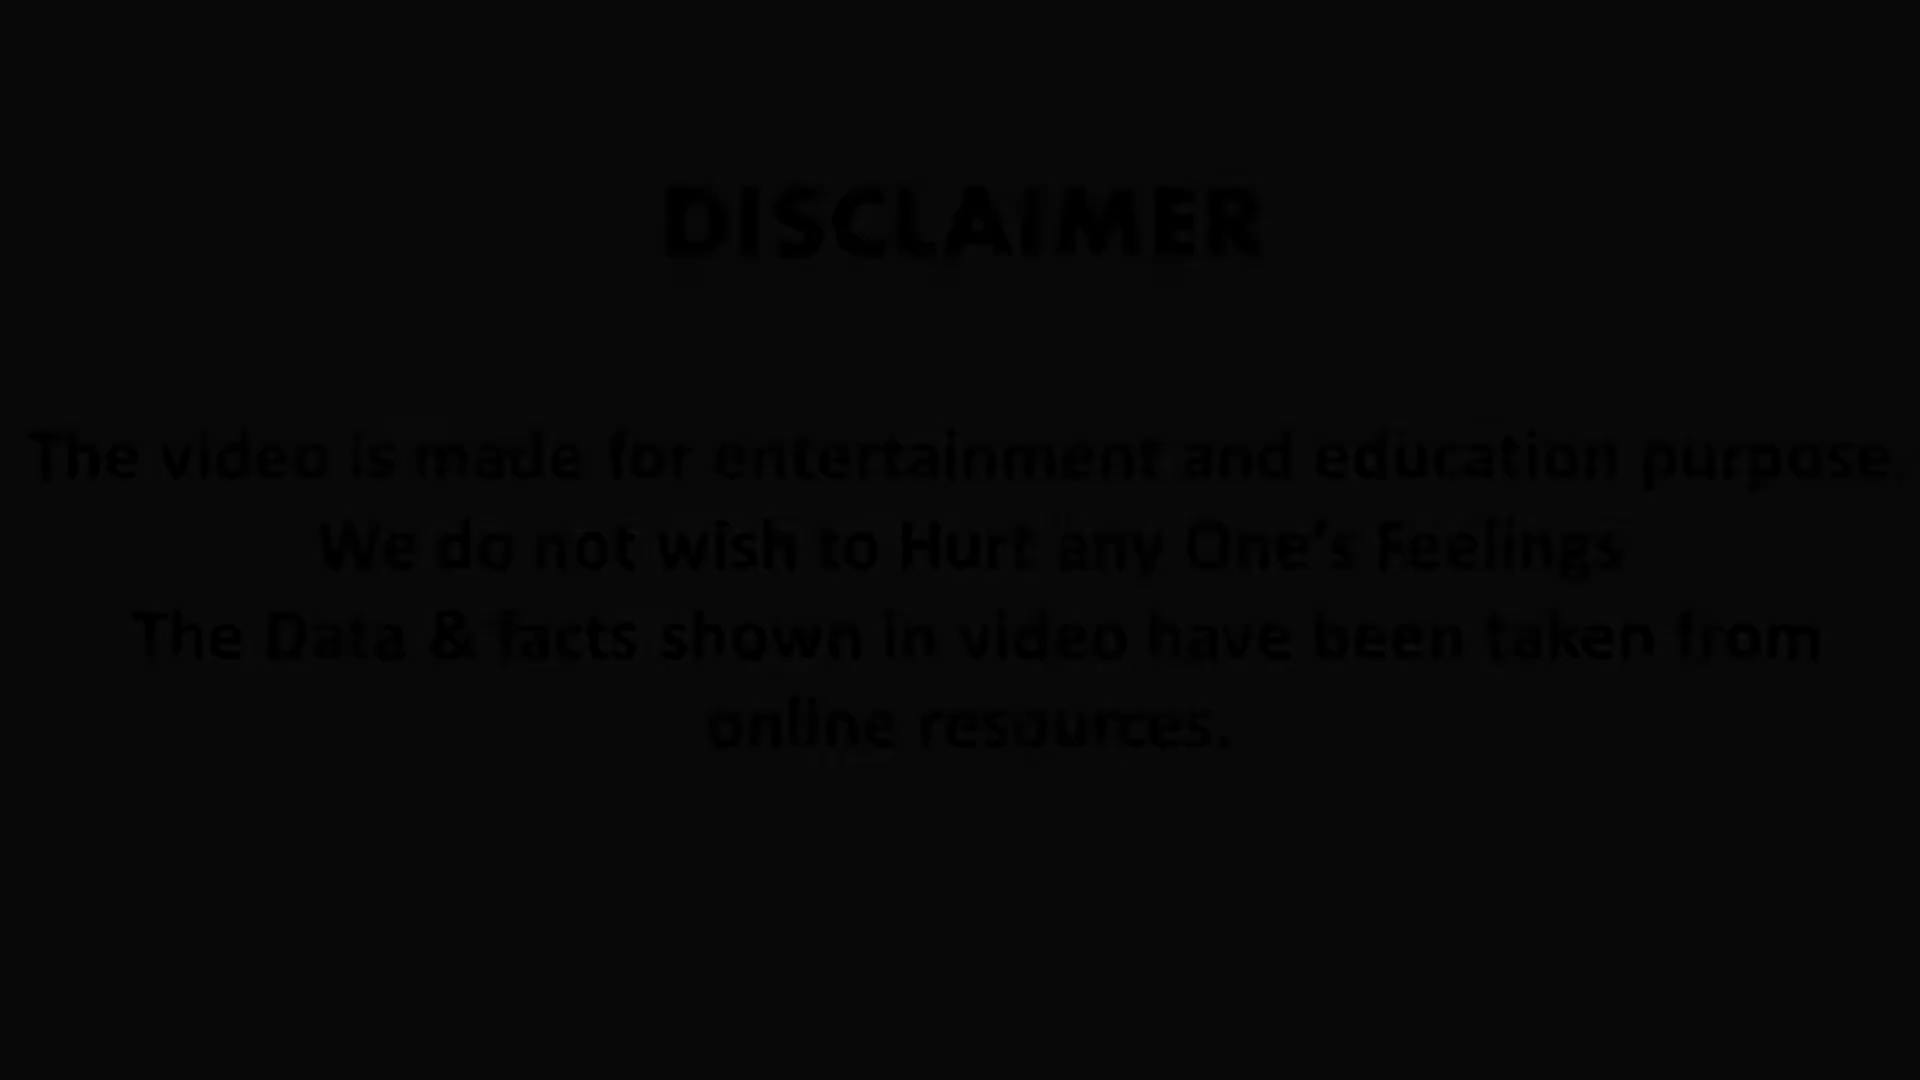 DISCLAIMER
The video is made for entertainment and education purpose,
We do not wish to Hurt any One's Feelings
The Data & facts shown in video have been taken from
online resources.